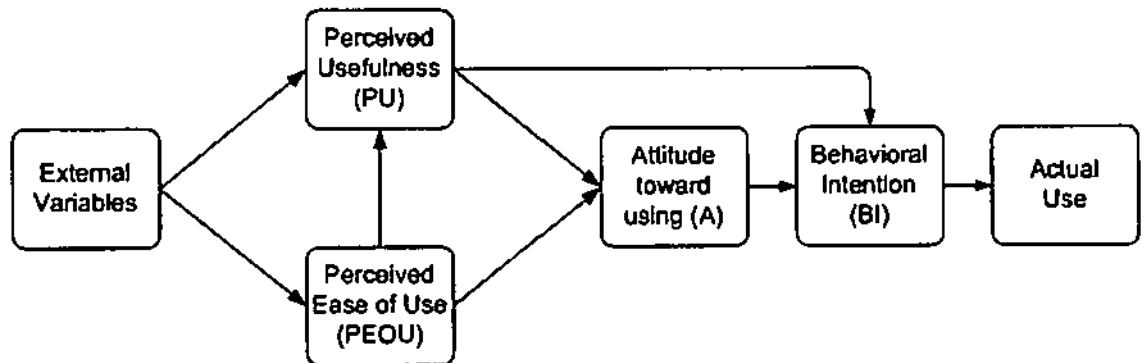 External
Variables
Perceived
Usefulness
(PU)
Perceived
Ease of Use
(PEOU)
Attitude
toward
using (A)
Behavioral
Intention
(BI)
Actual
Use